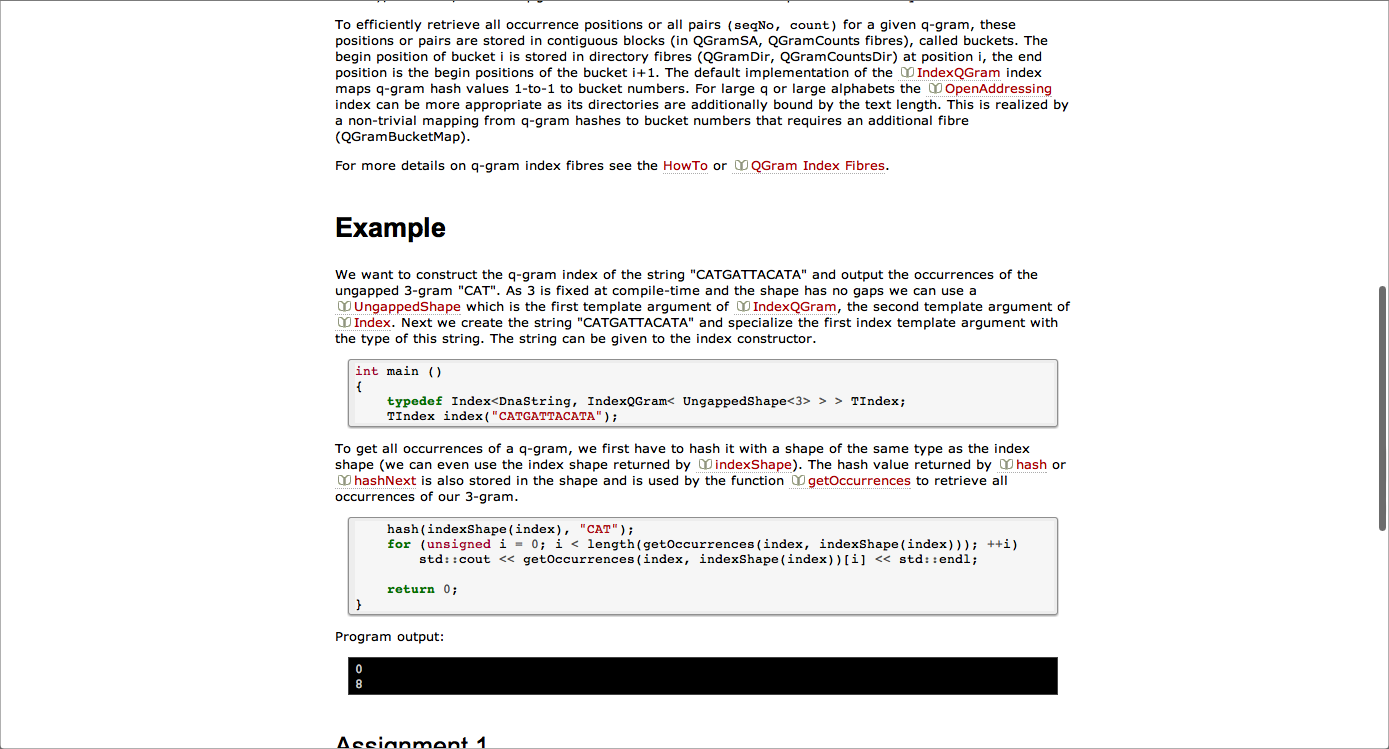 To efficiently retrieve all occurrence positions or all pairs (seqNo, count) for a given q-gram, these
positions or pairs are stored in contiguous blocks (in QGramSA, QGramCounts fibres), called buckets. The
begin position of bucket i is stored in directory fibres (QGramDir, QGramCountsDir) at position i, the end
position is the begin positions of the bucket i+1. The default implementation of the IndexQGram index
maps q-gram hash values 1-to-1 to bucket numbers. For large q or large alphabets the OpenAddressing
index can be more appropriate as its directories are additionally bound by the text length. This is realized by
a non-trivial mapping from q-gram hashes to bucket numbers that requires an additional fibre
(QGramBucketMap).
For more details on q-gram index fibres see the HowTo or QGram Index Fibres.
Example
We want to construct the q-gram index of the string "CATGATTACATA" and output the occurrences of the
ungapped 3-gram "CAT". As 3 is fixed at compile-time and the shape has no gaps we can use a
UngappedShape which is the first template argument of IndexQGram, the second template argument of
Index. Next we create the string "CATGATTACATA" and specialize the first index template argument with
the type of this string. The string can be given to the index constructor.
int main ()
{
    typedef Index<DnaString, IndexQGram< UngappedShape<3> > > TIndex;
    TIndex index("CATGATTACATA");
To get all occurrences of a q-gram, we first have to hash it with a shape of the same type as the index
shape (we can even use the index shape returned by indexShape). The hash value returned by hash or
hashNext is also stored in the shape and is used by the function getOccurrences to retrieve all
occurrences of our 3-gram.
    hash(indexShape(index), "CAT");
    for (unsigned i = 0; i < length(getOccurrences(index, indexShape(index))); ++i)
        std::cout << getOccurrences(index, indexShape(index))[i] << std::endl;
    return 0;
}
Program output:
0
8
Assignment 1